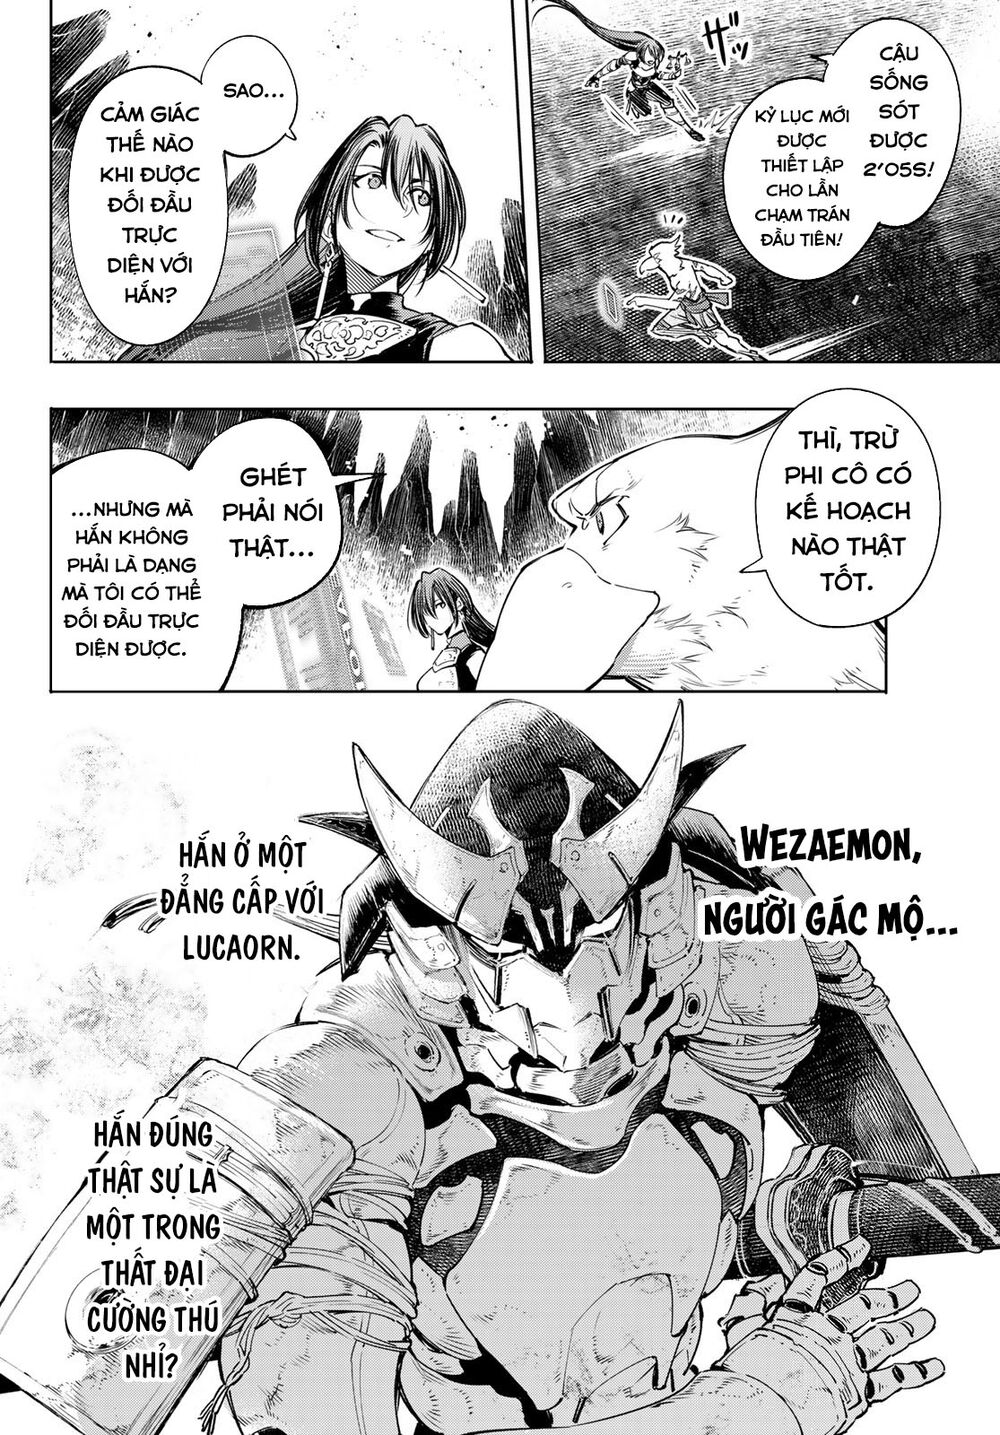 CẬU
SỐNG
SÓT
ĐƯỢC
2'05S!
KỶ LỤC MỚI
ĐƯỢC
THIẾT LẬP
CHO LẦN
CHẠM TRÁN
ĐẦU TIÊN!
ザッ
SAO...
CẢM GIÁC
THẾ NÀO
KHI ĐƯỢC
ĐỐI ĐẦU
TRỰC
DIỆN VỚI
HẮN?
THÌ, TRỪ
PHI CÔ CÓ
KẾ HOẠCH
NÀO THẬT
TỐT.
GHÉT
PHẢI NÓI
THẬT...
...NHƯNG MÀ
HẮN KHÔNG
PHẢI LÀ DẠNG
MÀ TÔI CÓ THỂ
ĐỐI ĐẦU TRỰC
DIỆN ĐƯỢC.
WEZAEMON,
NGƯỜI GÁC MỘ...
HẮN Ở MỘT
ĐẲNG CẤP VỚI
LUCAORN.
HẮN ĐÚNG
THẬT SỰ LÀ
MỘT TRONG
THẤT ĐẠI
CƯỜNG THÚ
NHỈ?